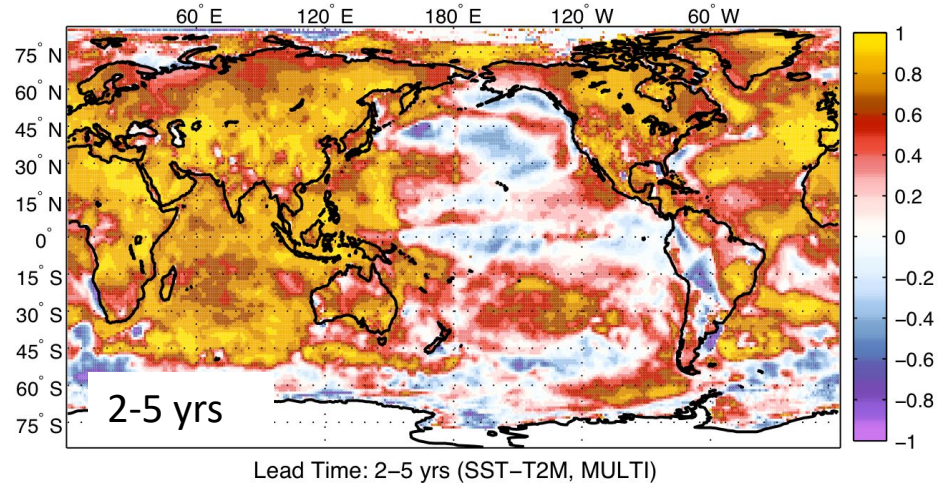 60° E 120° E 180° E 120° W 60° W
75° N
60° N
45° N
30° N
15° N
0°
15° S
30° S
45° S
60° S
75° S
1
0.8
0.6
0.4
0.2
0
−0.2
−0.4
−0.6
−0.8
−1
2-5 yrs
Lead Time: 2−5 yrs (SST−T2M, MULTI)